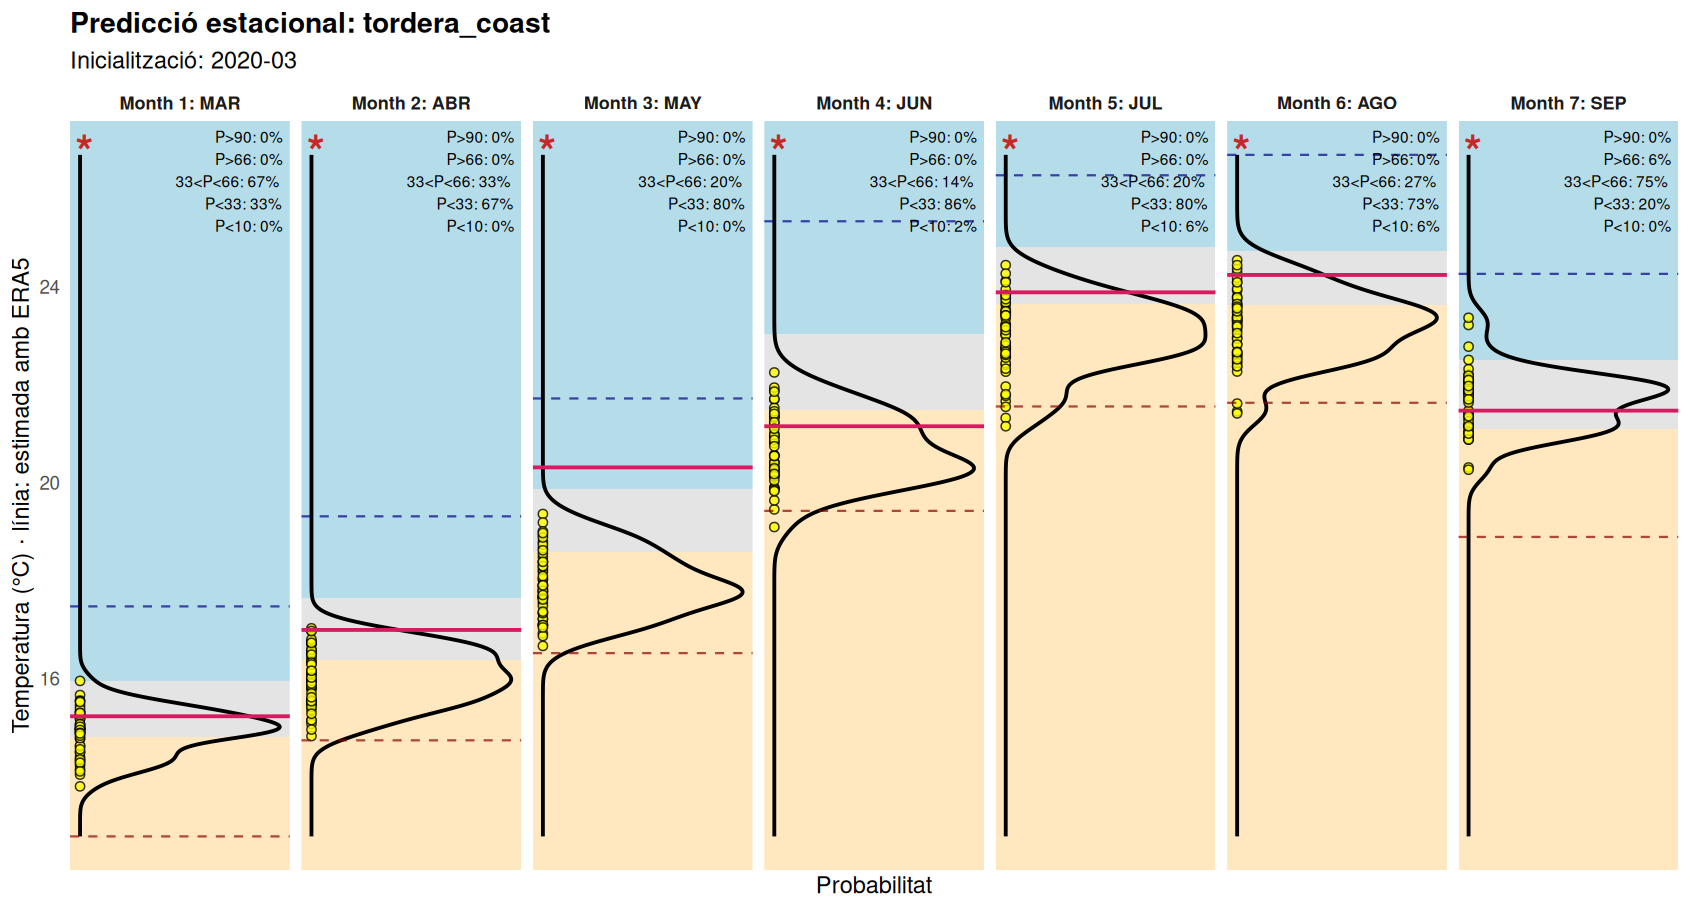 Predicció estacional: tordera_coast
Inicialització: 2020-03
Month 1: MAR
Month 2: ABR
Month 3: MAY
Month 4: JUN
Month 5: JUL
Month 6: AGO
Month 7: SEP
*
P>90: 0%
P>66: 0%
33<P<66: 67%
P<33: 33%
P<10: 0%
*
P>90: 0%
P>66: 0%
33<P<66: 33%
P<33: 67%
P<10: 0%
*
P>90: 0%
P>66: 0%
33<P<66: 20%
P<33: 80%
P<10: 0%
*
P>90: 0%
P>66: 0%
33<P<66: 14%
P<33: 86%
P<10: 2%
*
P>90: 0%
P>66: 0%
33<P<66: 20%
P<33: 80%
P<10: 6%
*
P>90: 0%
P>66: 0%
33<P<66: 27%
P<33: 73%
P<10: 6%
*
P>90: 0%
P>66: 6%
33<P<66: 75%
P<33: 20%
P<10: 0%
Temperatura (°C) · línia: estimada amb ERA5
24
20
16
Probabilitat